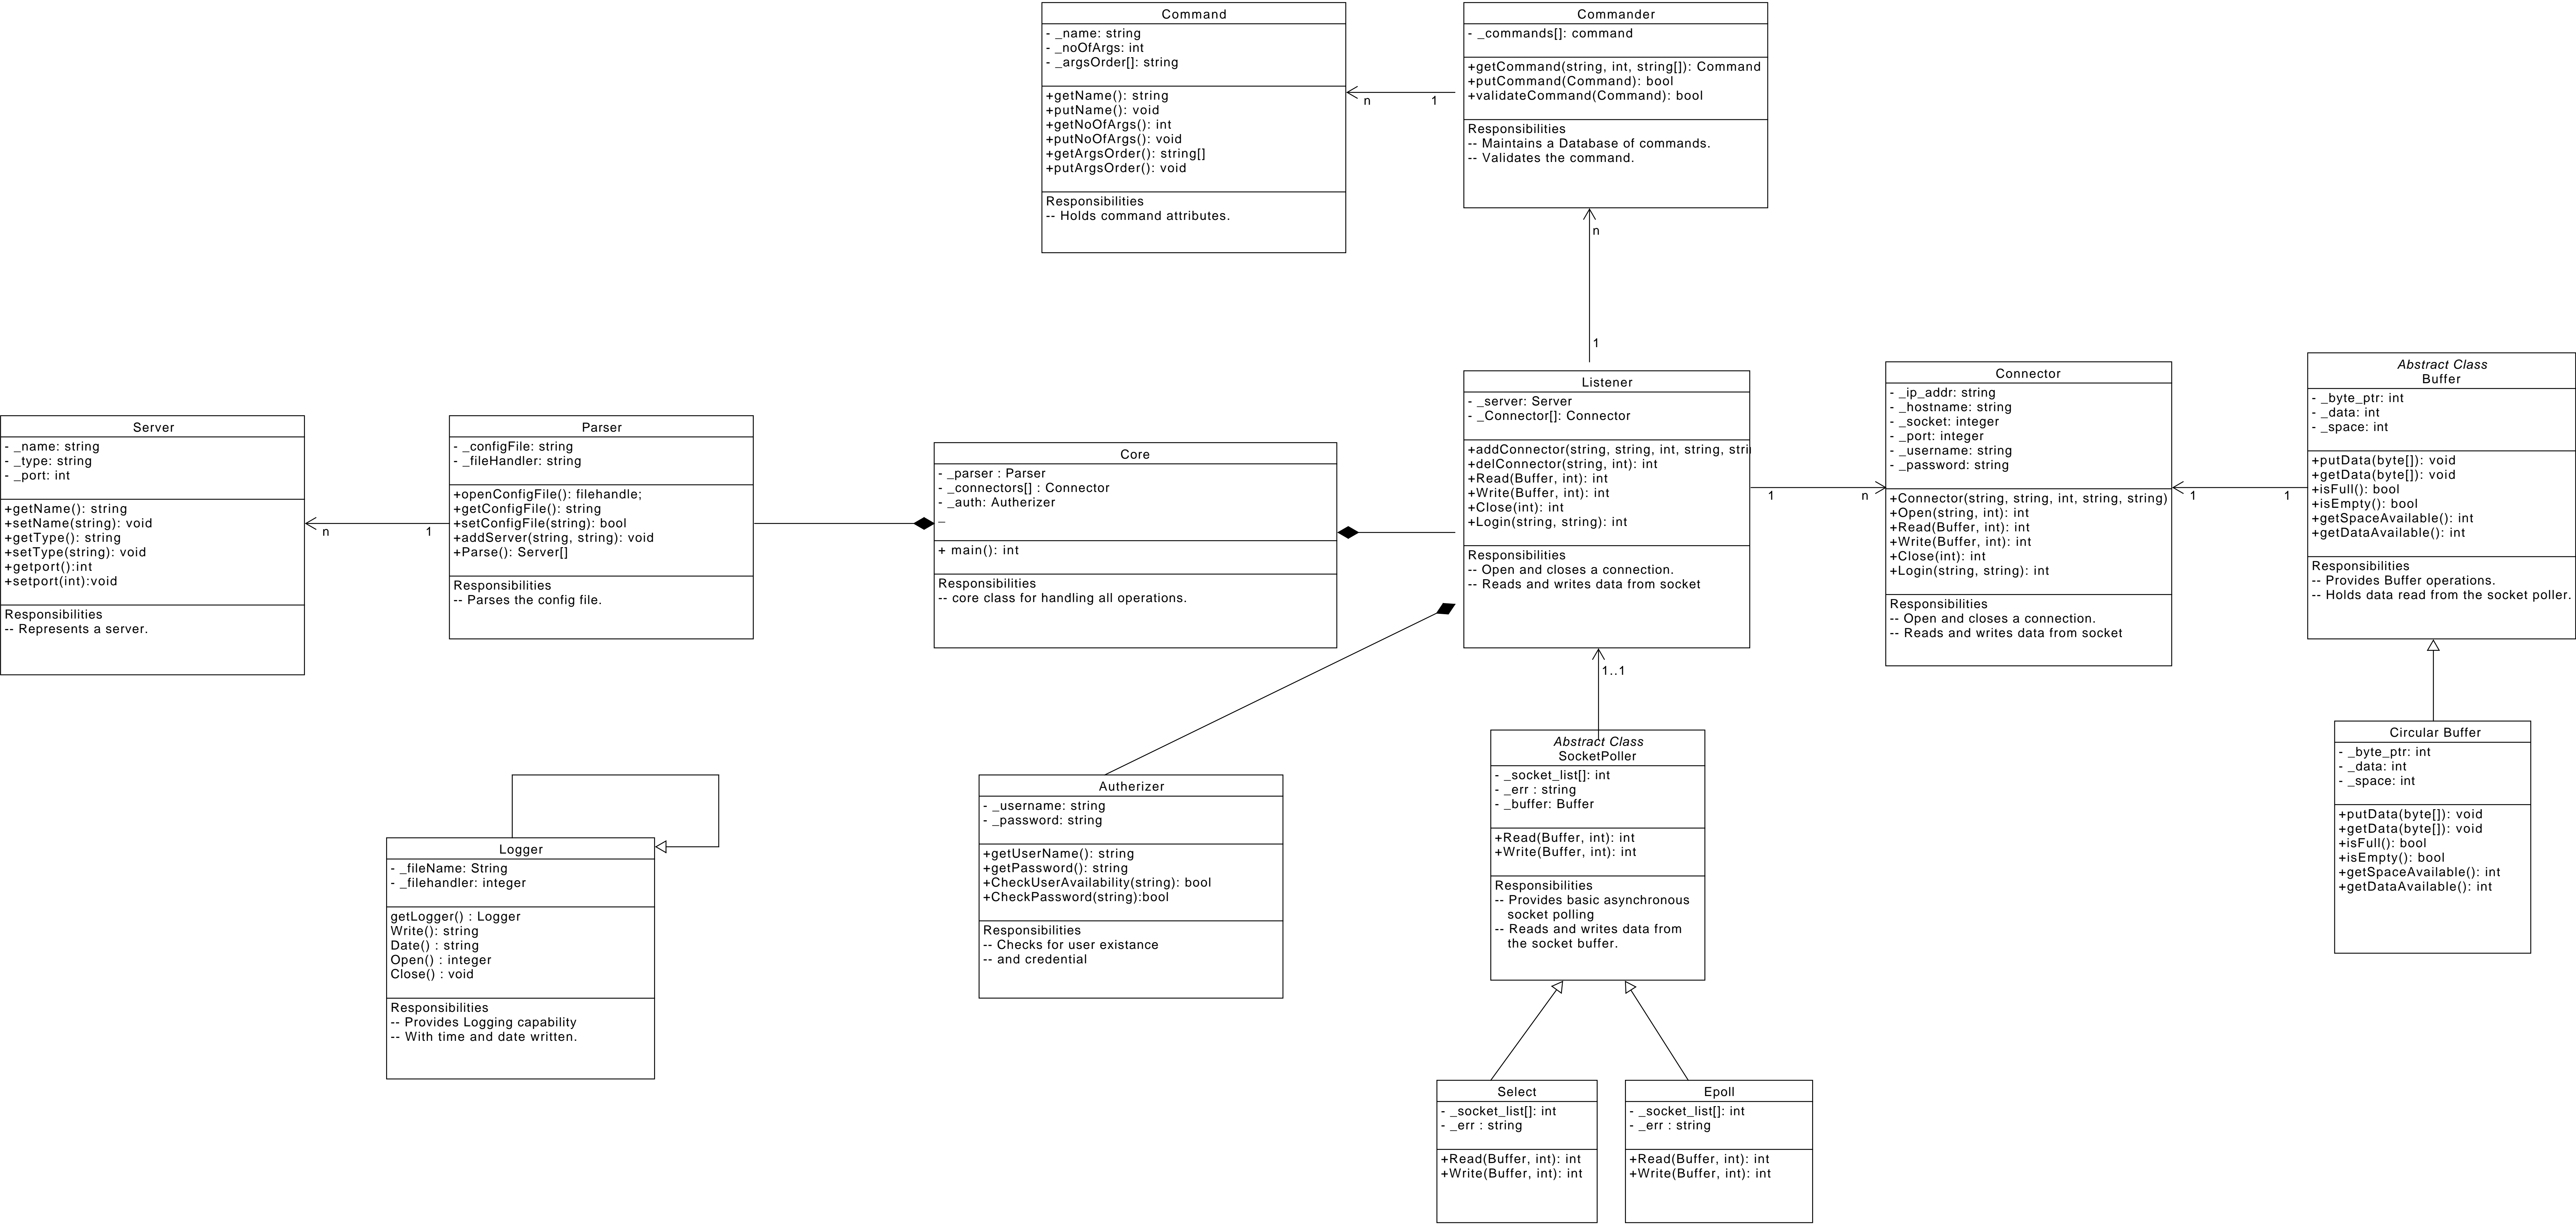 Command
- _name: string
- _noOfArgs: int
- _argsOrder[]: string
+getName(): string
+putName(): void
+getNoOfArgs(): int
+putNoOfArgs(): void
+getArgsOrder(): string[]
+putArgsOrder(): void
Responsibilities
-- Holds command attributes.
n
1
Commander
- _commands[]: command
+getCommand(string, int, string[]): Command
+putCommand(Command): bool
+validateCommand(Command): bool
Responsibilities
-- Maintains a Database of commands.
-- Validates the command.
n
1
Server
- _name: string
- _type: string
- _port: int
+getName(): string
+setName(string): void
+getType(): string
+setType(string): void
+getport():int
+setport(int):void
Responsibilities
-- Represents a server.
n
1
Parser
- _configFile: string
- _fileHandler: string
+openConfigFile(): filehandle;
+getConfigFile(): string
+setConfigFile(string): bool
+addServer(string, string): void
+Parse(): Server[]
Responsibilities
-- Parses the config file.
Core
- _parser : Parser
- _connectors[] : Connector
- _auth: Autherizer
_
+ main(): int
Responsibilities
-- core class for handling all operations.
Listener
- _server: Server
- _Connector[]: Connector
+addConnector(string, string, int, string, stri
+delConnector(string, int): int
+Read(Buffer, int): int
+Write(Buffer, int): int
+Close(int): int
+Login(string, string): int
Responsibilities
-- Open and closes a connection.
-- Reads and writes data from socket
1
n
Connector
- _ip_addr: string
- _hostname: string
- _socket: integer
- _port: integer
- _username: string
- _password: string
+Connector(string, string, int, string, string)
+Open(string, int): int
+Read(Buffer, int): int
+Write(Buffer, int): int
+Close(int): int
+Login(string, string): int
Responsibilities
-- Open and closes a connection.
-- Reads and writes data from socket
1
1
Abstract Class
Buffer
- _byte_ptr: int
- _data: int
- _space: int
+putData(byte[]): void
+getData(byte[]): void
+isFull(): bool
+isEmpty(): bool
+getSpaceAvailable(): int
+getDataAvailable(): int
Responsibilities
-- Provides Buffer operations.
-- Holds data read from the socket poller.
1..1
Logger
- _fileName: String
- _filehandler: integer
getLogger() : Logger
Write(): string
Date() : string
Open() : integer
Close() : void
Responsibilities
-- Provides Logging capability
-- With time and date written.
Autherizer
- _username: string
- _password: string
+getUserName(): string
+getPassword(): string
+CheckUserAvailability(string): bool
+CheckPassword(string):bool
Responsibilities
-- Checks for user existance
-- and credential
Abstract Class
SocketPoller
- _socket_list[]: int
- _err : string
- _buffer: Buffer
+Read(Buffer, int): int
+Write(Buffer, int): int
Responsibilities
-- Provides basic asynchronous
socket polling
-- Reads and writes data from
the socket buffer.
Circular Buffer
- _byte_ptr: int
- _data: int
- _space: int
+putData(byte[]): void
+getData(byte[]): void
+isFull(): bool
+isEmpty(): bool
+getSpaceAvailable(): int
+getDataAvailable(): int
Select
- _socket_list[]: int
- _err : string
+Read(Buffer, int): int
+Write(Buffer, int): int
Epoll
- _socket_list[]: int
- _err : string
+Read(Buffer, int): int
+Write(Buffer, int): int